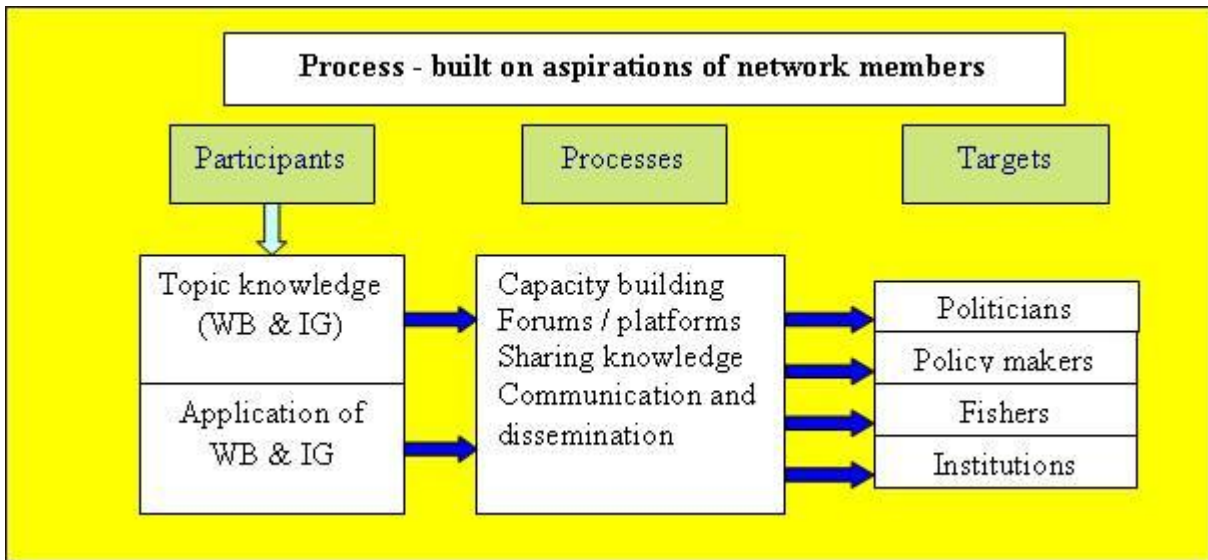 Process - built on aspirations of network members
Participants
Processes
Targets
Topic knowledge
(WB & IG)
Application of
WB & IG
Capacity building
Forums / platforms
Sharing knowledge
Communication and
dissemination
Politicians
Policy makers
Fishers
Institutions